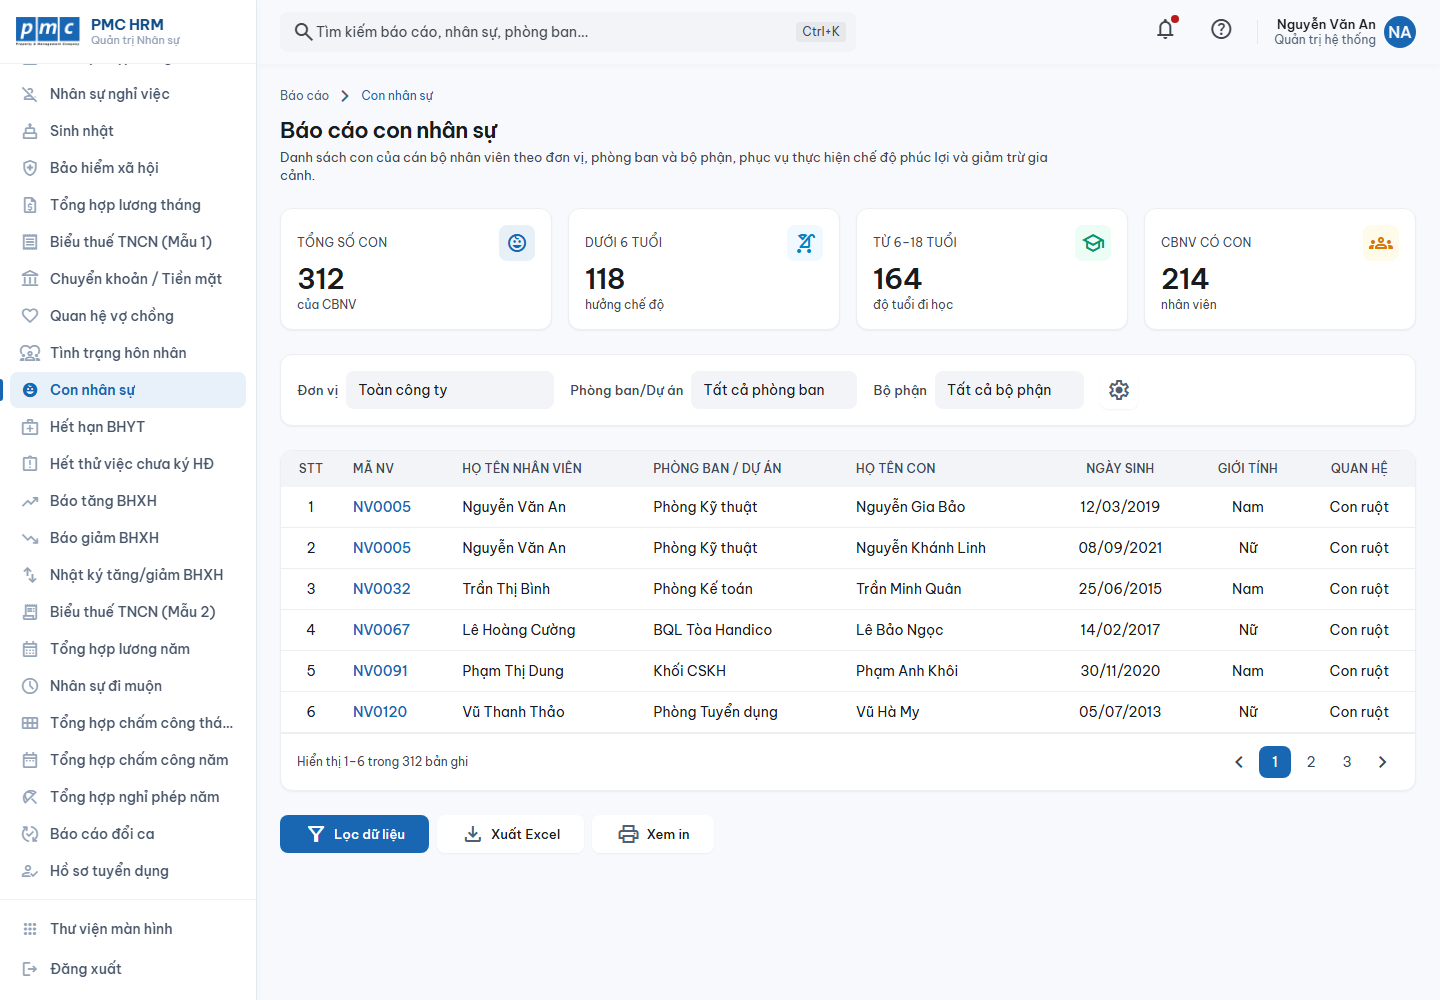 pmc
PMC HRM
Quản trị Nhân sự
Nhân sự nghỉ việc
Sinh nhật
Bảo hiểm xã hội
Tổng hợp lương tháng
Biểu thuế TNCN (Mẫu 1)
Chuyển khoản / Tiền mặt
Quan hệ vợ chồng
Tình trạng hôn nhân
Con nhân sự
Hết hạn BHYT
Hết thử việc chưa ký HĐ
Báo tăng BHXH
Báo giảm BHXH
Nhật ký tăng/giảm BHXH
Biểu thuế TNCN (Mẫu 2)
Tổng hợp lương năm
Nhân sự đi muộn
Tổng hợp chấm công thá...
Tổng hợp chấm công năm
Tổng hợp nghỉ phép năm
Báo cáo đổi ca
Hồ sơ tuyển dụng
Thư viện màn hình
Đăng xuất
Tìm kiếm báo cáo, nhân sự, phòng ban... Ctrl+K
Nguyễn Văn An
Quản trị hệ thống
NA
Báo cáo > Con nhân sự
Báo cáo con nhân sự
Danh sách con của cán bộ nhân viên theo đơn vị, phòng ban và bộ phận, phục vụ thực hiện chế độ phúc lợi và giảm trừ gia
cảnh.
TỔNG SỐ CON
312
của CBNV
DƯỚI 6 TUỔI
118
hưởng chế độ
TỪ 6–18 TUỔI
164
độ tuổi đi học
CBNV CÓ CON
214
nhân viên
Đơn vị Toàn công ty Phòng ban/Dự án Tất cả phòng ban Bộ phận Tất cả bộ phận
STT MÃ NV HỌ TÊN NHÂN VIÊN PHÒNG BAN / DỰ ÁN HỌ TÊN CON NGÀY SINH GIỚI TÍNH QUAN HỆ
1 NV0005 Nguyễn Văn An Phòng Kỹ thuật Nguyễn Gia Bảo 12/03/2019 Nam Con ruột
2 NV0005 Nguyễn Văn An Phòng Kỹ thuật Nguyễn Khánh Linh 08/09/2021 Nữ Con ruột
3 NV0032 Trần Thị Bình Phòng Kế toán Trần Minh Quân 25/06/2015 Nam Con ruột
4 NV0067 Lê Hoàng Cường BQL Tòa Handico Lê Bảo Ngọc 14/02/2017 Nữ Con ruột
5 NV0091 Phạm Thị Dung Khối CSKH Phạm Anh Khôi 30/11/2020 Nam Con ruột
6 NV0120 Vũ Thanh Thảo Phòng Tuyển dụng Vũ Hà My 05/07/2013 Nữ Con ruột
Hiển thị 1–6 trong 312 bản ghi
1 2 3
Lọc dữ liệu
Xuất Excel
Xem in